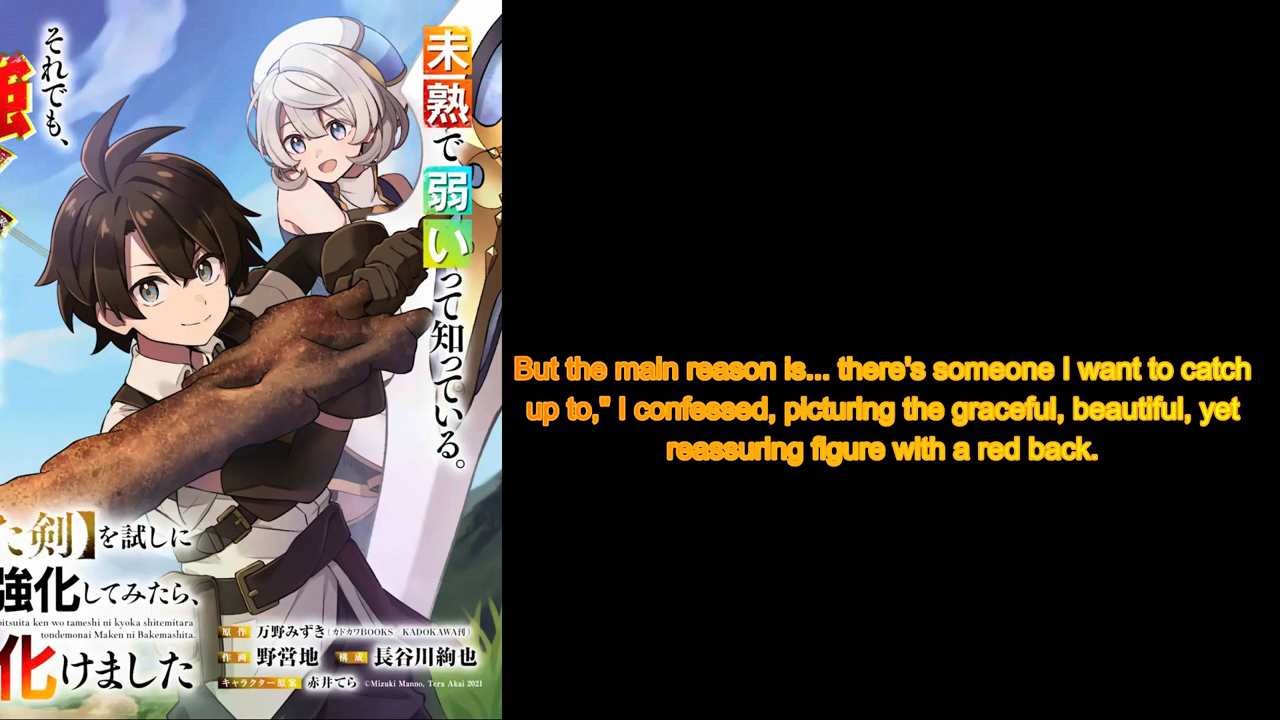 未熟で弱いって知っている。
それでも、
強
た剣】を試しに
強化してみたら、
oitsuita ken wo tameshi ni kyoka shitemitara
tondemonai Maken ni Bakemashita.
化けました
原作 万野みずき(カドカワBOOKS KADOKAWA刊)
作画 野営地 構成 長谷川絢也
キャラクター原案 赤井てら ©Mizuki Manno, Tera Akai 2021
But the main reason is... there's someone I want to catch
up to," I confessed, picturing the graceful, beautiful, yet
reassuring figure with a red back.